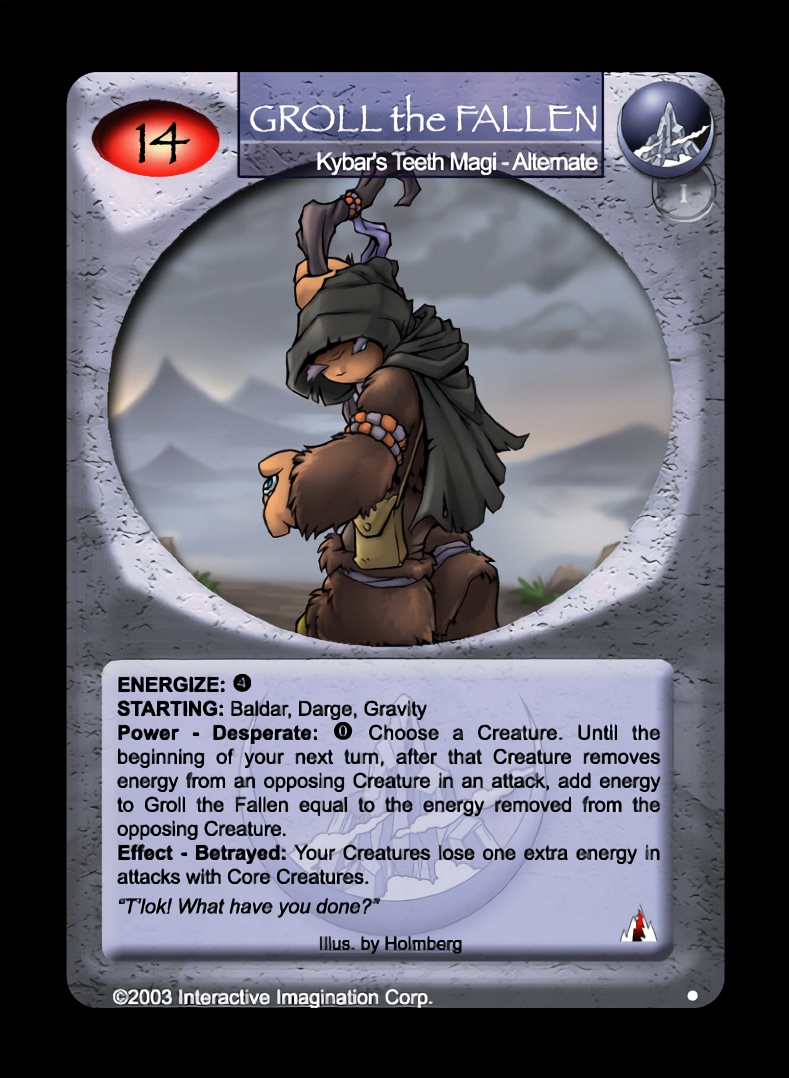 14
GROLL the FALLEN
Kybar's Teeth Magi - Alternate
I
ENERGIZE: 4
STARTING: Baldar, Darge, Gravity
Power - Desperate: 0 Choose a Creature. Until the
beginning of your next turn, after that Creature removes
energy from an opposing Creature in an attack, add energy
to Groll the Fallen equal to the energy removed from the
opposing Creature.
Effect - Betrayed: Your Creatures lose one extra energy in
attacks with Core Creatures.
"T'lok! What have you done?"
Illus. by Holmberg
©2003 Interactive Imagination Corp.